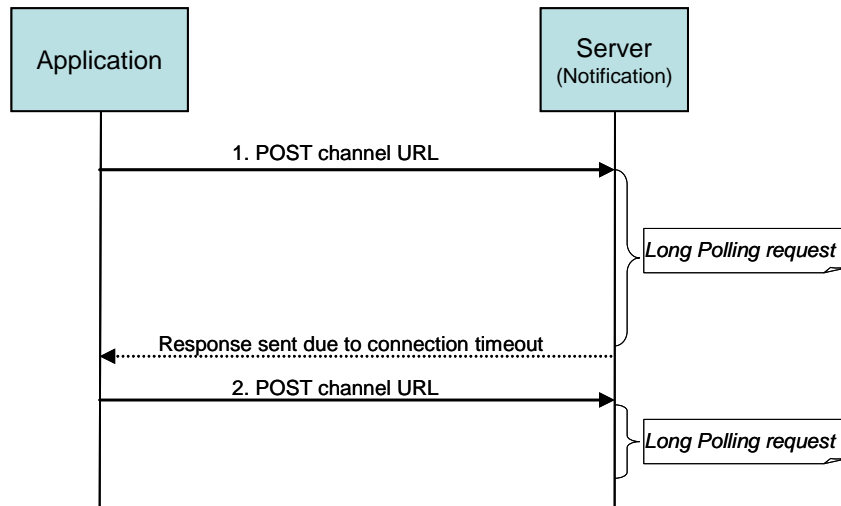 Application
Server
(Notification)
1. POST channel URL
Long Polling request
Response sent due to connection timeout
2. POST channel URL
Long Polling request